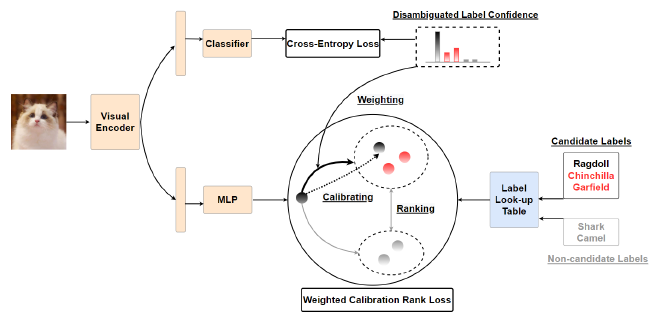 Disambiguated Label Confidence
Classifier
Cross-Entropy Loss
Weighting
Visual
Encoder
Candidate Labels
Ragdoll
Chinchilla
Garfield
MLP
Calibrating
Ranking
Label
Look-up
Table
Shark
Camel
Non-candidate Labels
Weighted Calibration Rank Loss